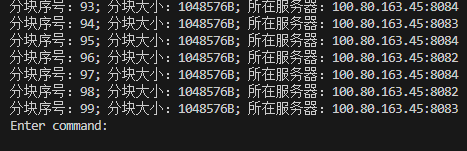 分块序号: 93; 分块大小: 1048576B; 所在服务器: 100.80.163.45:8084
分块序号: 94; 分块大小: 1048576B; 所在服务器: 100.80.163.45:8083
分块序号: 95; 分块大小: 1048576B; 所在服务器: 100.80.163.45:8084
分块序号: 96; 分块大小: 1048576B; 所在服务器: 100.80.163.45:8082
分块序号: 97; 分块大小: 1048576B; 所在服务器: 100.80.163.45:8084
分块序号: 98; 分块大小: 1048576B; 所在服务器: 100.80.163.45:8082
分块序号: 99; 分块大小: 1048576B; 所在服务器: 100.80.163.45:8083
Enter command: